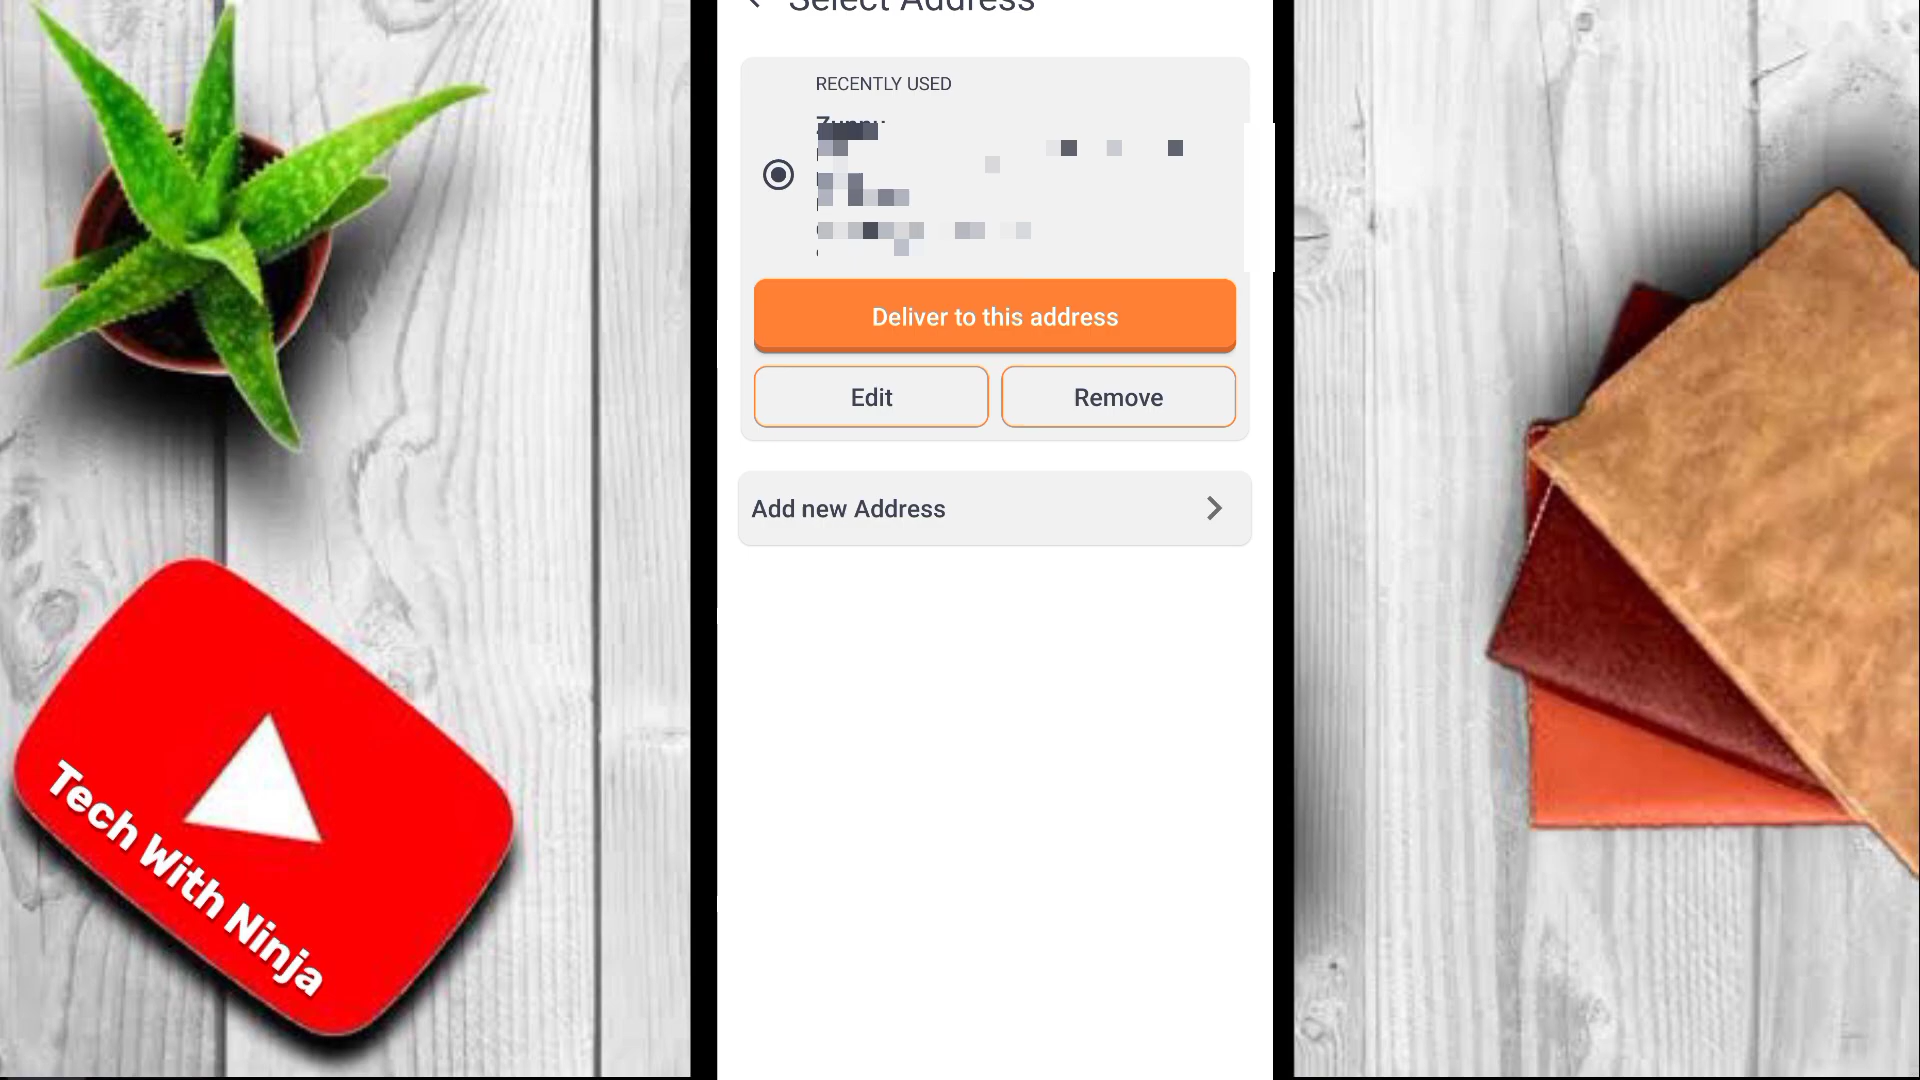 Select Address
RECENTLY USED
Deliver to this address
Edit
Remove
Add new Address
Tech With Ninja